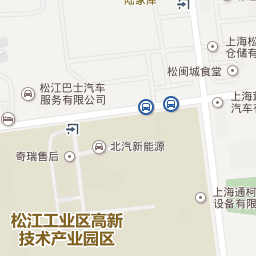 陆家库
上海松
仓储有
松闽城食堂
松江巴士汽车
服务有限公司
上海
汽车
北汽新能源
奇瑞售后
上海通柯
设备有限
松江工业区高新
技术产业园区